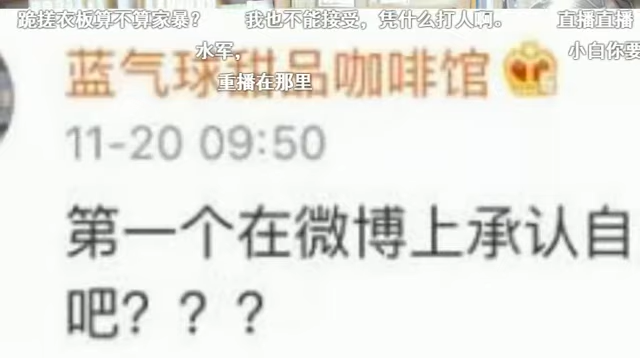 跪搓衣板算不算家暴?
我也不能接受,凭什么打人啊。
直播直播
水军,
小白你要
蓝气球甜品咖啡馆
重播在那里
11-20 09:50
第一个在微博上承认自
吧???